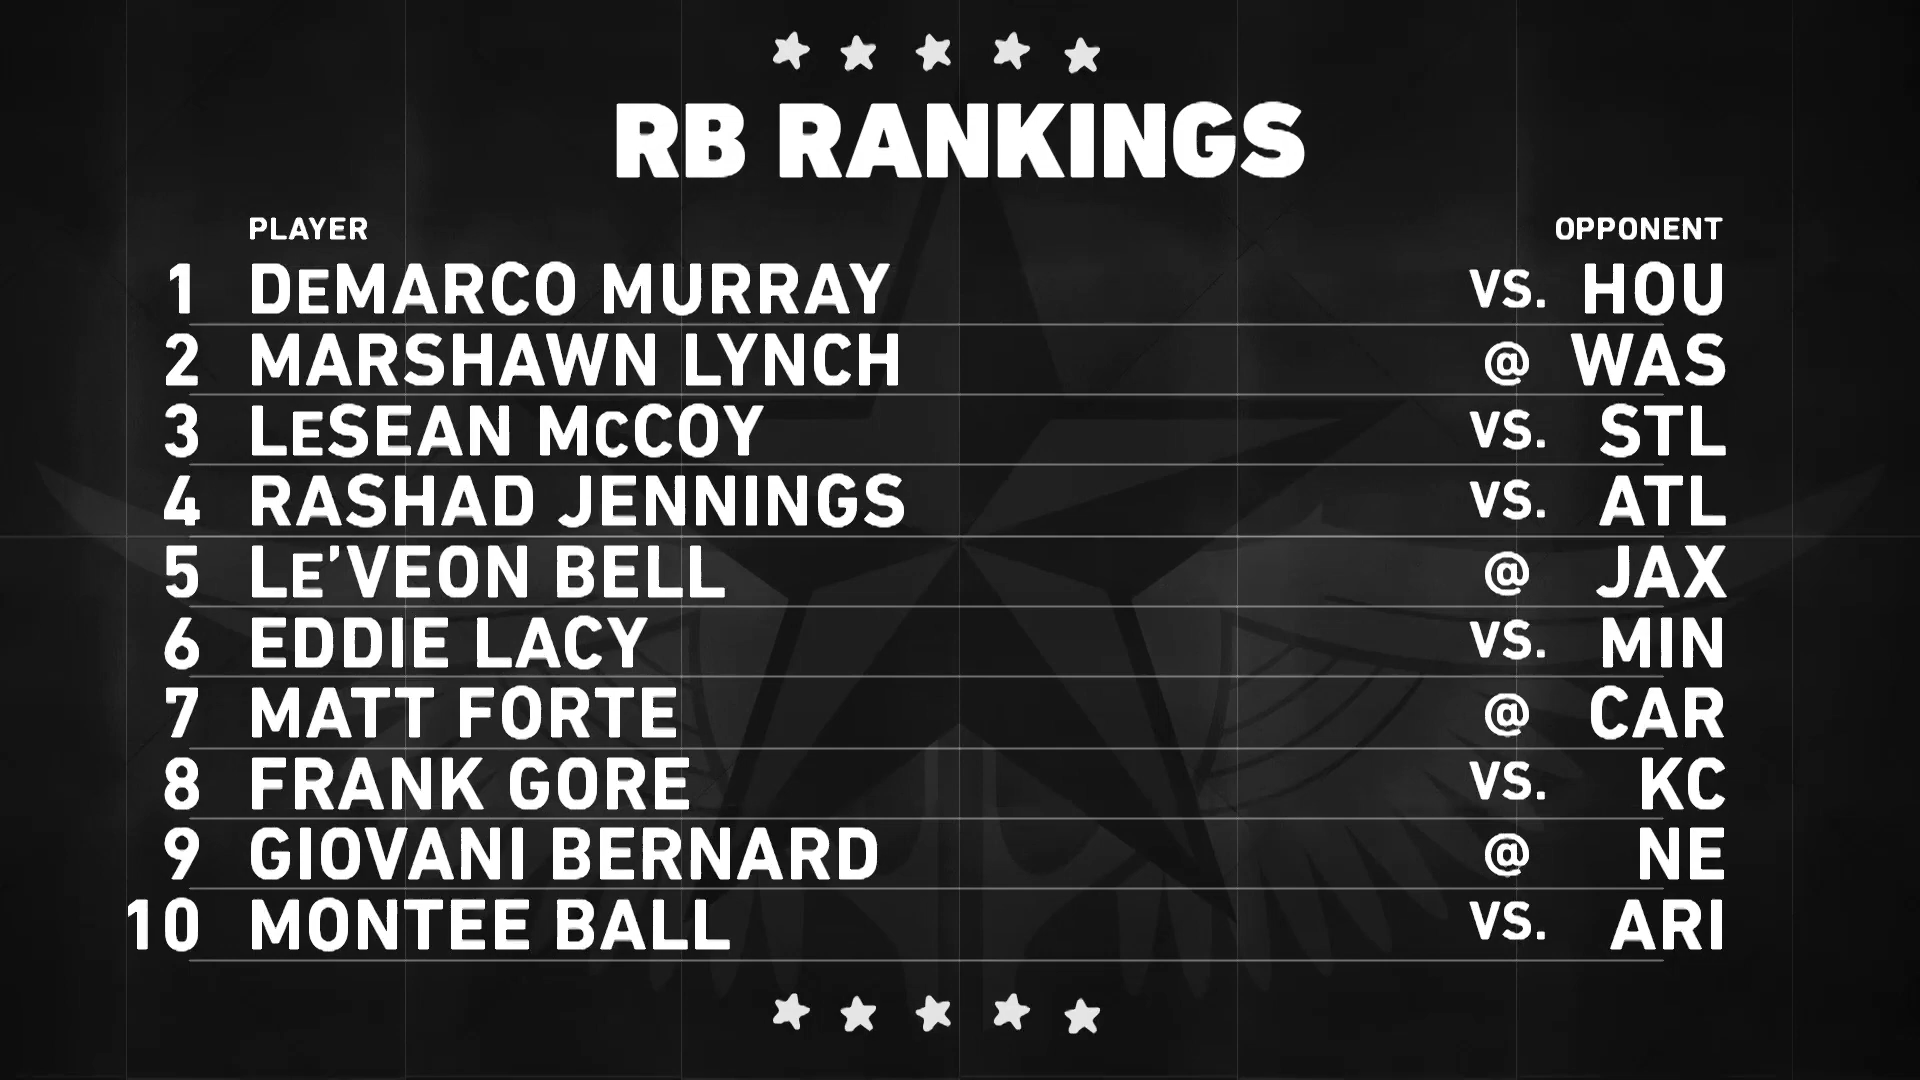 RB RANKINGS
PLAYER OPPONENT
1 DeMARCO MURRAY VS. HOU
2 MARSHAWN LYNCH @ WAS
3 LeSEAN McCOY VS. STL
4 RASHAD JENNINGS VS. ATL
5 Le'VEON BELL @ JAX
6 EDDIE LACY VS. MIN
7 MATT FORTE @ CAR
8 FRANK GORE VS. KC
9 GIOVANI BERNARD @ NE
10 MONTEE BALL VS. ARI